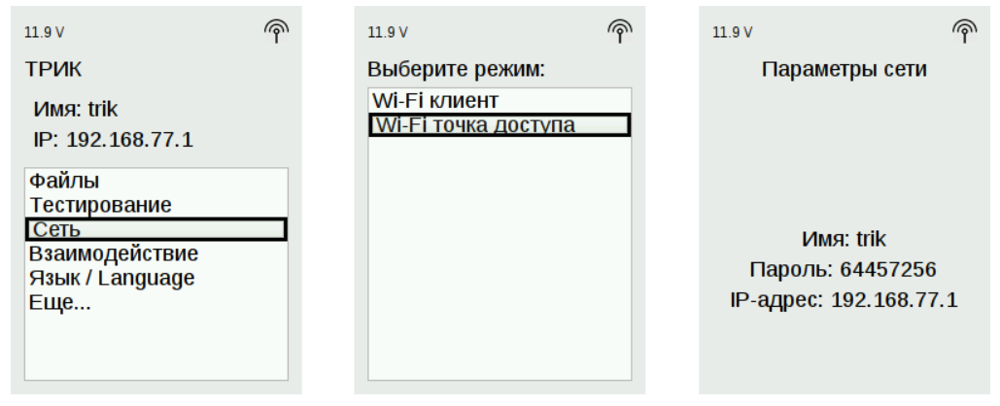 11.9 V
ТРИК
Имя: trik
IP: 192.168.77.1
Файлы
Тестирование
Сеть
Взаимодействие
Язык / Language
Еще...
11.9 V
Выберите режим:
Wi-Fi клиент
Wi-Fi точка доступа
11.9 V
Параметры сети
Имя: trik
Пароль: 64457256
IP-адрес: 192.168.77.1